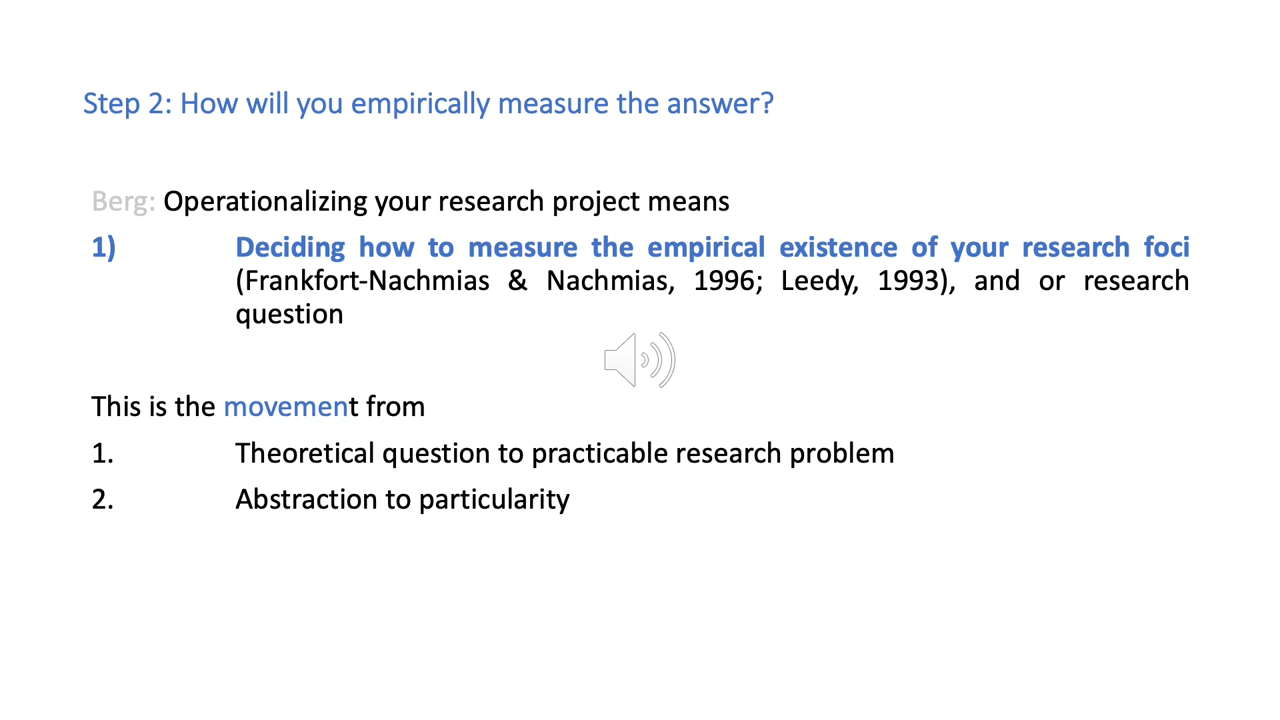 Step 2: How will you empirically measure the answer?
Berg: Operationalizing your research project means
1) Deciding how to measure the empirical existence of your research foci
(Frankfort-Nachmias & Nachmias, 1996; Leedy, 1993), and or research
question
This is the movement from
1. Theoretical question to practicable research problem
2. Abstraction to particularity